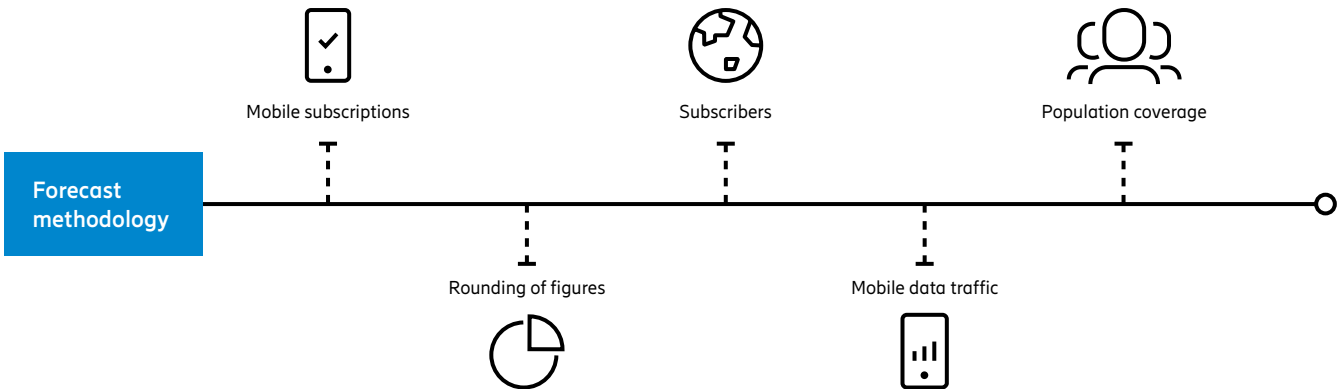 Mobile subscriptions
Subscribers
Population coverage
Forecast
methodology
Rounding of figures
Mobile data traffic